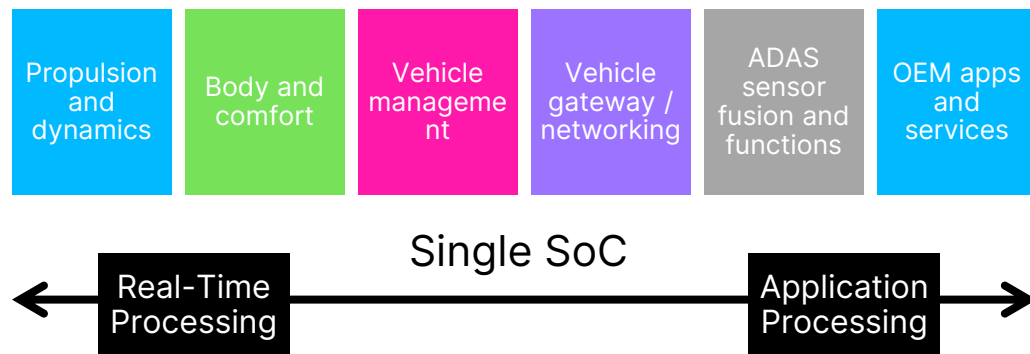 Propulsion
and
dynamics
Body and
comfort
Vehicle
manageme
nt
Vehicle
gateway /
networking
ADAS
sensor
fusion and
functions
OEM apps
and
services
Single SoC
Real-Time
Processing
Application
Processing